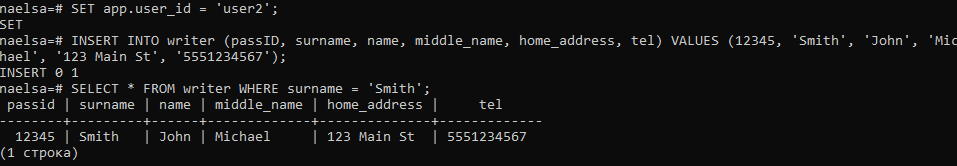 naelsa=# SET app.user_id = 'user2';
SET
naelsa=# INSERT INTO writer (passID, surname, name, middle_name, home_address, tel) VALUES (12345, 'Smith', 'John', 'Mic
hael', '123 Main St', '5551234567');
INSERT 0 1
naelsa=# SELECT * FROM writer WHERE surname = 'Smith';
 passid | surname | name | middle_name | home_address |    tel
--------+---------+------+-------------+--------------+------------
  12345 | Smith   | John | Michael     | 123 Main St  | 5551234567
(1 строка)